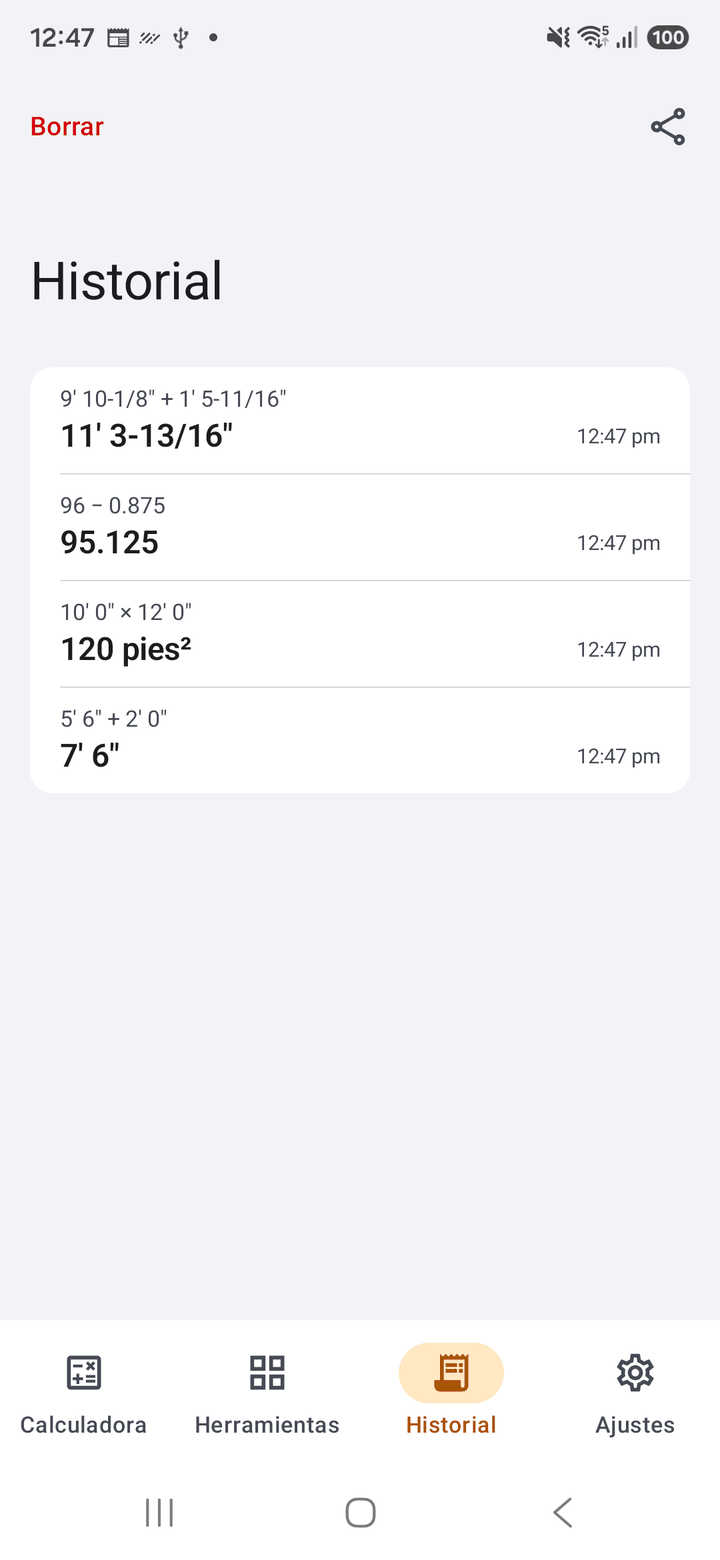 12:47
5
100
Borrar
Historial
9' 10-1/8" + 1' 5-11/16"
11' 3-13/16"
12:47 pm
96 − 0.875
95.125
12:47 pm
10' 0" × 12' 0"
120 pies²
12:47 pm
5' 6" + 2' 0"
7' 6"
12:47 pm
Calculadora Herramientas Historial Ajustes